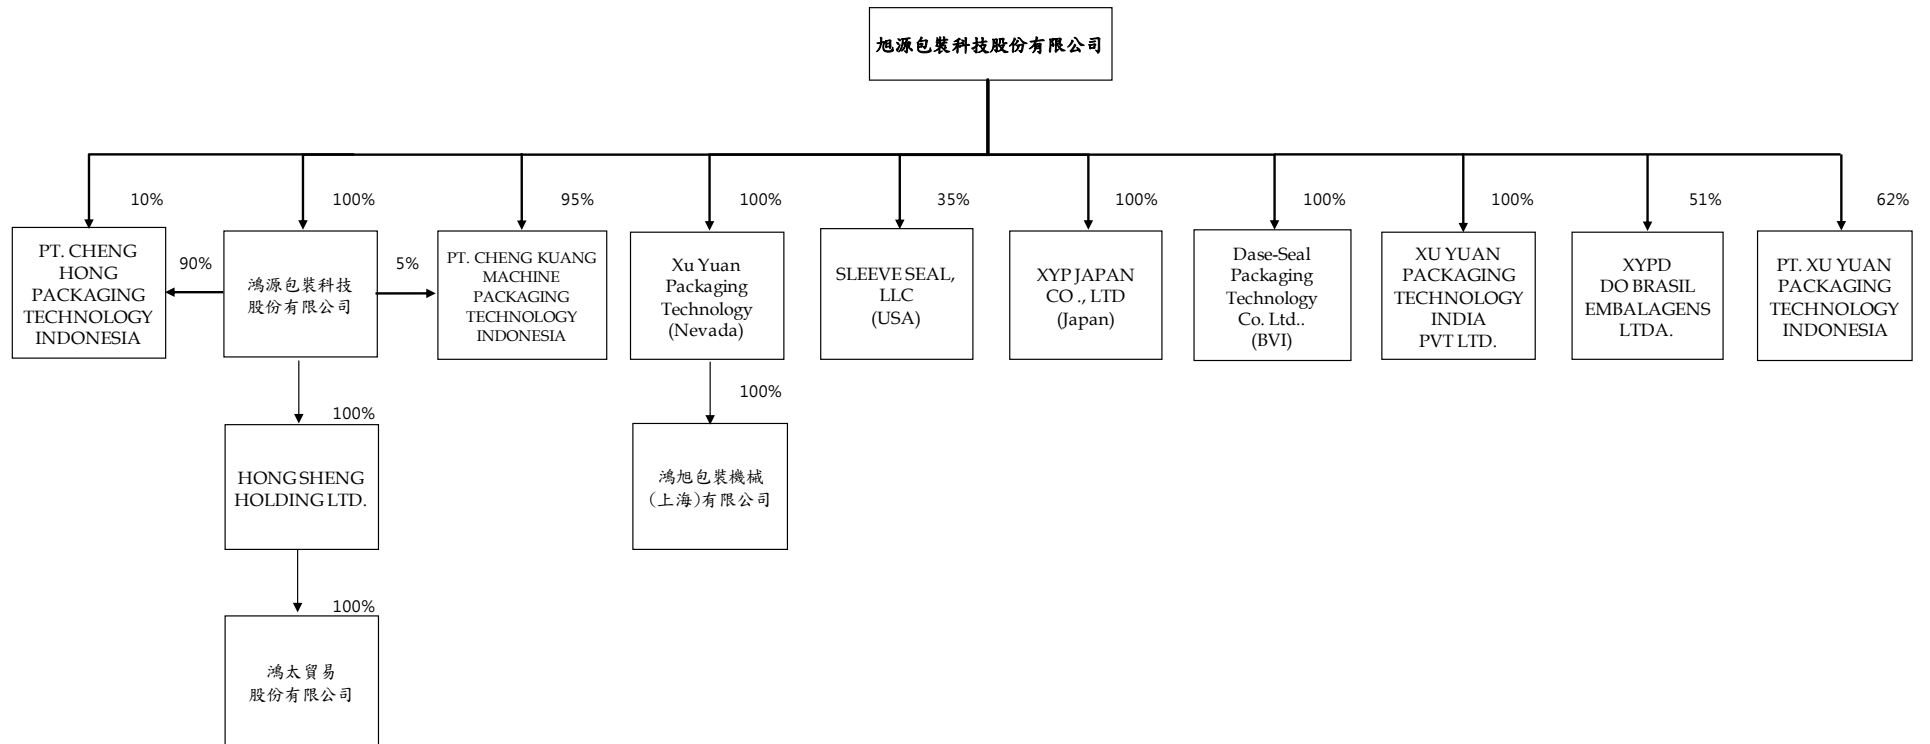 旭源包裝科技股份有限公司
10%
100%
95%
100%
35%
100%
100%
100%
51%
62%
PT. CHENG
HONG
PACKAGING
TECHNOLOGY
INDONESIA
90%
鴻源包裝科技
股份有限公司
5%
PT. CHENG KUANG
MACHINE
PACKAGING
TECHNOLOGY
INDONESIA
Xu Yuan
Packaging
Technology
(Nevada)
SLEEVE SEAL,
LLC
(USA)
XYP JAPAN
CO ., LTD
(Japan)
Dase-Seal
Packaging
Technology
Co. Ltd..
(BVI)
XU YUAN
PACKAGING
TECHNOLOGY
INDIA
PVT LTD.
XYPD
DO BRASIL
EMBALAGENS
LTDA.
PT. XU YUAN
PACKAGING
TECHNOLOGY
INDONESIA
100%
100%
HONG SHENG
HOLDING LTD.
鴻旭包裝機械
(上海)有限公司
100%
鴻太貿易
股份有限公司